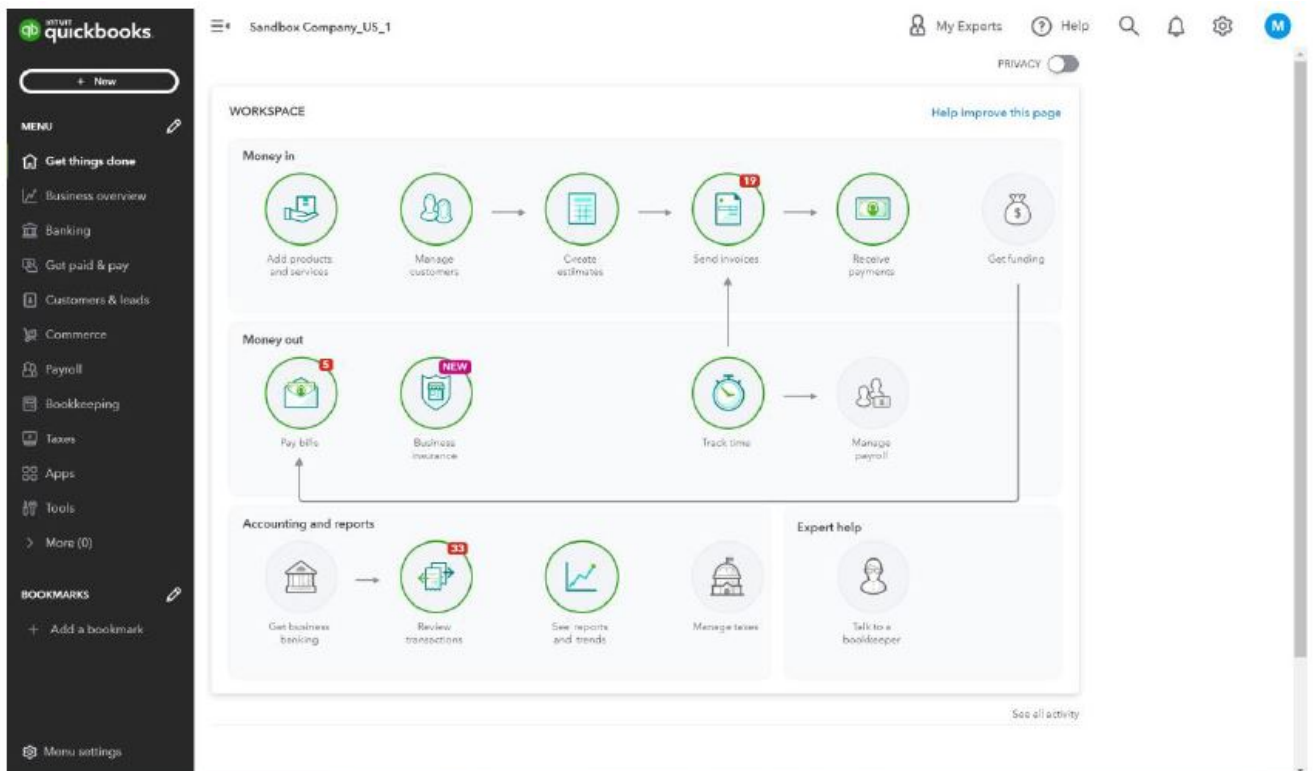 INTUIT
qb quickbooks.
+ New
MENU
Get things done
Business overview
Banking
Get paid & pay
Customers & leads
Commerce
Payroll
Bookkeeping
Taxes
Apps
Tools
More (0)
BOOKMARKS
+ Add a bookmark
Menu settings
Sandbox Company_US_1
My Experts
? Help
M
PRIVACY
WORKSPACE
Help improve this page
Money in
Add products
and services
Manage
customers
Create
estimates
19
Send invoices
Receive
payments
$
Get funding
Money out
5
Pay bills
NEW
Business
insurance
Track time
Manage
payroll
Accounting and reports
Get business
banking
33
Review
transactions
See reports
and trends
Manage taxes
Expert help
Talk to a
bookkeeper
See all activity